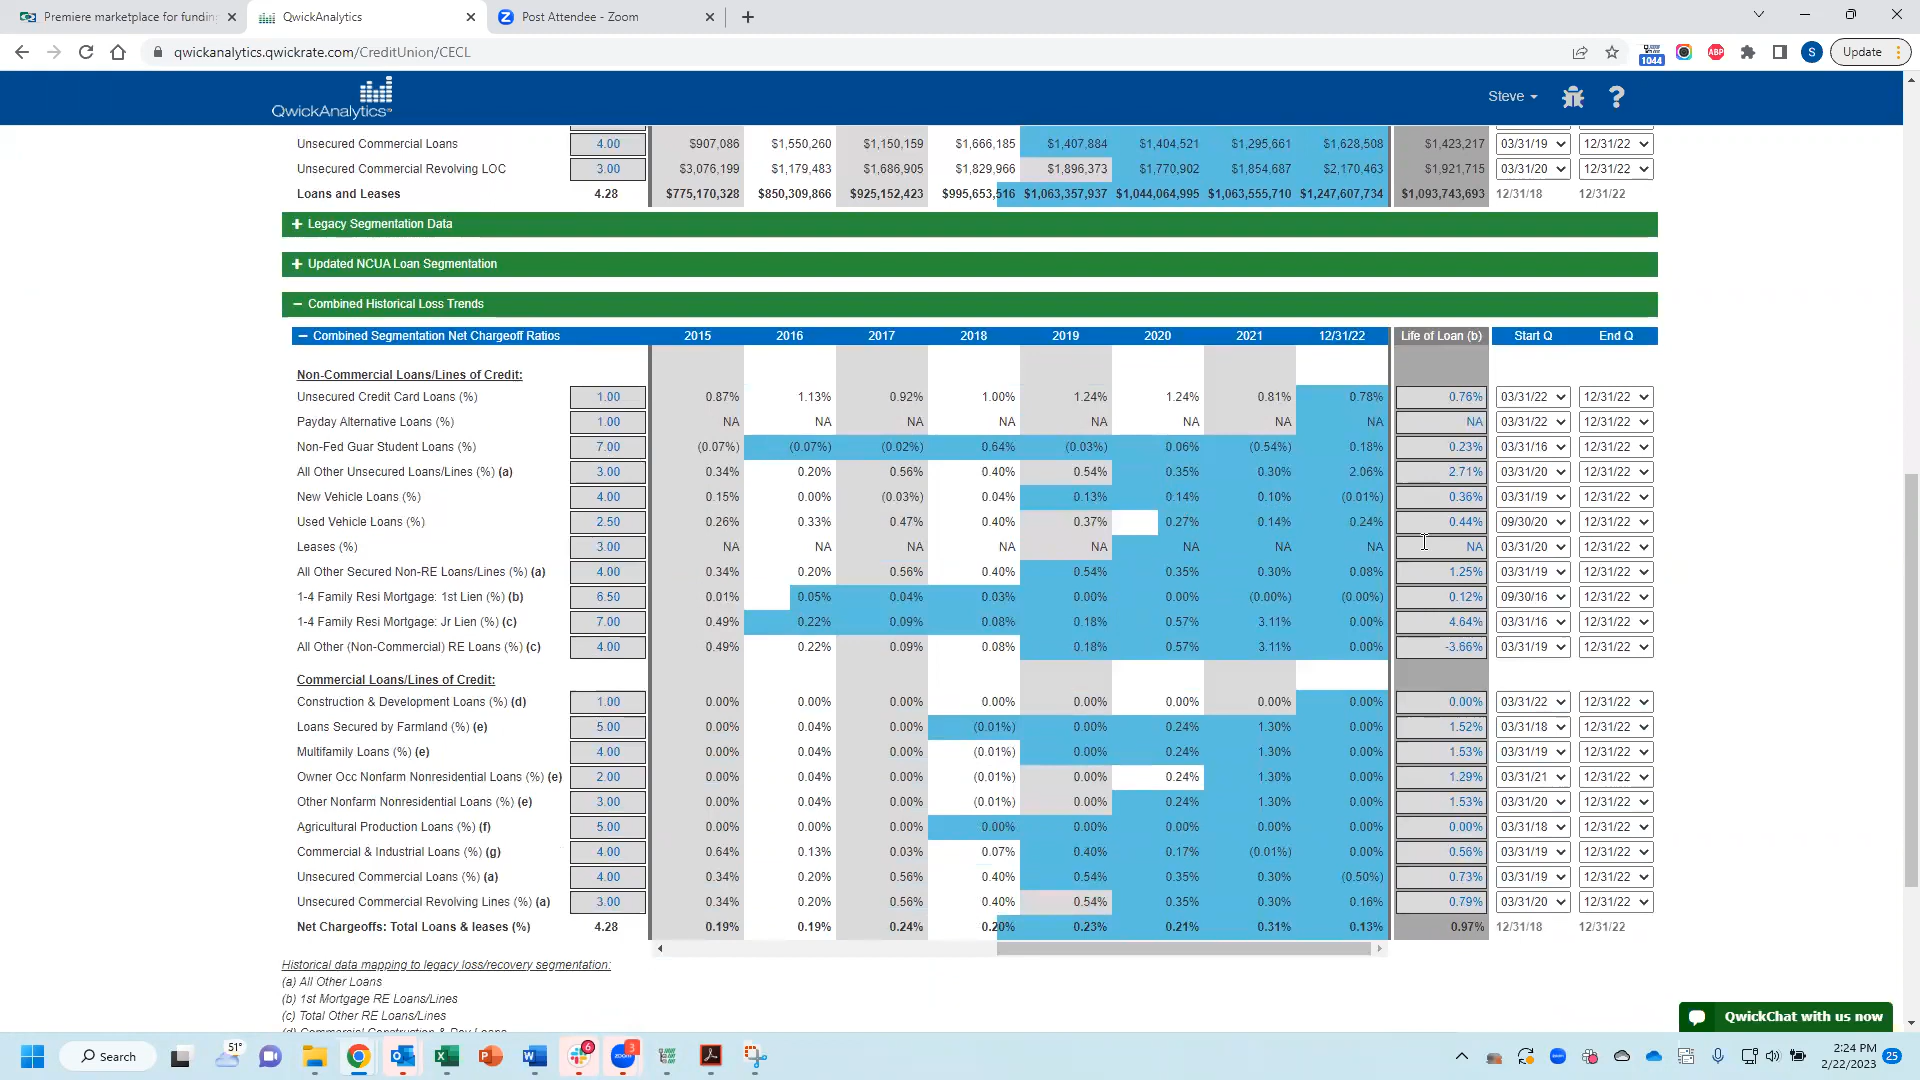 Premiere marketplace for fundin
QwickAnalytics
Post Attendee - Zoom
qwickanalytics.qwickrate.com/CreditUnion/CECL
1044
ABP
S
Update
QwickAnalytics
Steve
?
Unsecured Commercial Loans 4.00 $907,086 $1,550,260 $1,150,159 $1,666,185 $1,407,884 $1,404,521 $1,295,661 $1,628,508 $1,423,217 03/31/19 12/31/22
Unsecured Commercial Revolving LOC 3.00 $3,076,199 $1,179,483 $1,686,905 $1,829,966 $1,896,373 $1,770,902 $1,854,687 $2,170,463 $1,921,715 03/31/20 12/31/22
Loans and Leases 4.28 $775,170,328 $850,309,866 $925,152,423 $995,653,516 $1,063,357,937 $1,044,064,995 $1,063,555,710 $1,247,607,734 $1,093,743,693 12/31/18 12/31/22
+ Legacy Segmentation Data
+ Updated NCUA Loan Segmentation
− Combined Historical Loss Trends
− Combined Segmentation Net Chargeoff Ratios 2015 2016 2017 2018 2019 2020 2021 12/31/22 Life of Loan (b) Start Q End Q
Non-Commercial Loans/Lines of Credit:
Unsecured Credit Card Loans (%) 1.00 0.87% 1.13% 0.92% 1.00% 1.24% 1.24% 0.81% 0.78% 0.76% 03/31/22 12/31/22
Payday Alternative Loans (%) 1.00 NA NA NA NA NA NA NA NA NA 03/31/22 12/31/22
Non-Fed Guar Student Loans (%) 7.00 (0.07%) (0.07%) (0.02%) 0.64% (0.03%) 0.06% (0.54%) 0.18% 0.23% 03/31/16 12/31/22
All Other Unsecured Loans/Lines (%) (a) 3.00 0.34% 0.20% 0.56% 0.40% 0.54% 0.35% 0.30% 2.06% 2.71% 03/31/20 12/31/22
New Vehicle Loans (%) 4.00 0.15% 0.00% (0.03%) 0.04% 0.13% 0.14% 0.10% (0.01%) 0.36% 03/31/19 12/31/22
Used Vehicle Loans (%) 2.50 0.26% 0.33% 0.47% 0.40% 0.37% 0.27% 0.14% 0.24% 0.44% 09/30/20 12/31/22
Leases (%) 3.00 NA NA NA NA NA NA NA NA NA 03/31/20 12/31/22
All Other Secured Non-RE Loans/Lines (%) (a) 4.00 0.34% 0.20% 0.56% 0.40% 0.54% 0.35% 0.30% 0.08% 1.25% 03/31/19 12/31/22
1-4 Family Resi Mortgage: 1st Lien (%) (b) 6.50 0.01% 0.05% 0.04% 0.03% 0.00% 0.00% (0.00%) (0.00%) 0.12% 09/30/16 12/31/22
1-4 Family Resi Mortgage: Jr Lien (%) (c) 7.00 0.49% 0.22% 0.09% 0.08% 0.18% 0.57% 3.11% 0.00% 4.64% 03/31/16 12/31/22
All Other (Non-Commercial) RE Loans (%) (c) 4.00 0.49% 0.22% 0.09% 0.08% 0.18% 0.57% 3.11% 0.00% -3.66% 03/31/19 12/31/22
Commercial Loans/Lines of Credit:
Construction & Development Loans (%) (d) 1.00 0.00% 0.00% 0.00% 0.00% 0.00% 0.00% 0.00% 0.00% 0.00% 03/31/22 12/31/22
Loans Secured by Farmland (%) (e) 5.00 0.00% 0.04% 0.00% (0.01%) 0.00% 0.24% 1.30% 0.00% 1.52% 03/31/18 12/31/22
Multifamily Loans (%) (e) 4.00 0.00% 0.04% 0.00% (0.01%) 0.00% 0.24% 1.30% 0.00% 1.53% 03/31/19 12/31/22
Owner Occ Nonfarm Nonresidential Loans (%) (e) 2.00 0.00% 0.04% 0.00% (0.01%) 0.00% 0.24% 1.30% 0.00% 1.29% 03/31/21 12/31/22
Other Nonfarm Nonresidential Loans (%) (e) 3.00 0.00% 0.04% 0.00% (0.01%) 0.00% 0.24% 1.30% 0.00% 1.53% 03/31/20 12/31/22
Agricultural Production Loans (%) (f) 5.00 0.00% 0.00% 0.00% 0.00% 0.00% 0.00% 0.00% 0.00% 0.00% 03/31/18 12/31/22
Commercial & Industrial Loans (%) (g) 4.00 0.64% 0.13% 0.03% 0.07% 0.40% 0.17% (0.01%) 0.00% 0.56% 03/31/19 12/31/22
Unsecured Commercial Loans (%) (a) 4.00 0.34% 0.20% 0.56% 0.40% 0.54% 0.35% 0.30% (0.50%) 0.73% 03/31/19 12/31/22
Unsecured Commercial Revolving Lines (%) (a) 3.00 0.34% 0.20% 0.56% 0.40% 0.54% 0.35% 0.30% 0.16% 0.79% 03/31/20 12/31/22
Net Chargeoffs: Total Loans & leases (%) 4.28 0.19% 0.19% 0.24% 0.20% 0.23% 0.21% 0.31% 0.13% 0.97% 12/31/18 12/31/22
Historical data mapping to legacy loss/recovery segmentation:
(a) All Other Loans
(b) 1st Mortgage RE Loans/Lines
(c) Total Other RE Loans/Lines
(d) Commercial Construction & Dev Loans
QwickChat with us now
Search
51°
6
zoom
3
2:24 PM
2/22/2023
25